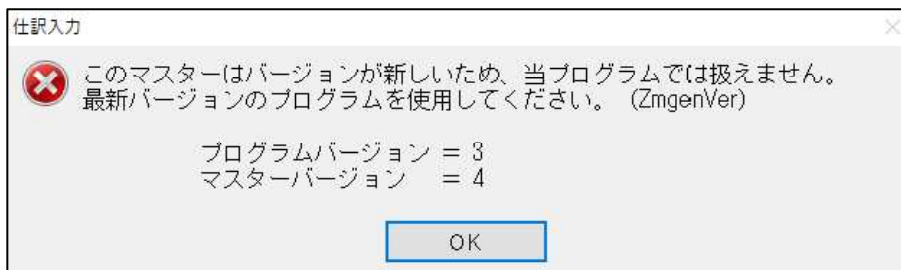 仕訳入力
このマスターはバージョンが新しいため、当プログラムでは扱えません。
最新バージョンのプログラムを使用してください。 (ZmgenVer)
プログラムバージョン = 3
マスターバージョン = 4
OK